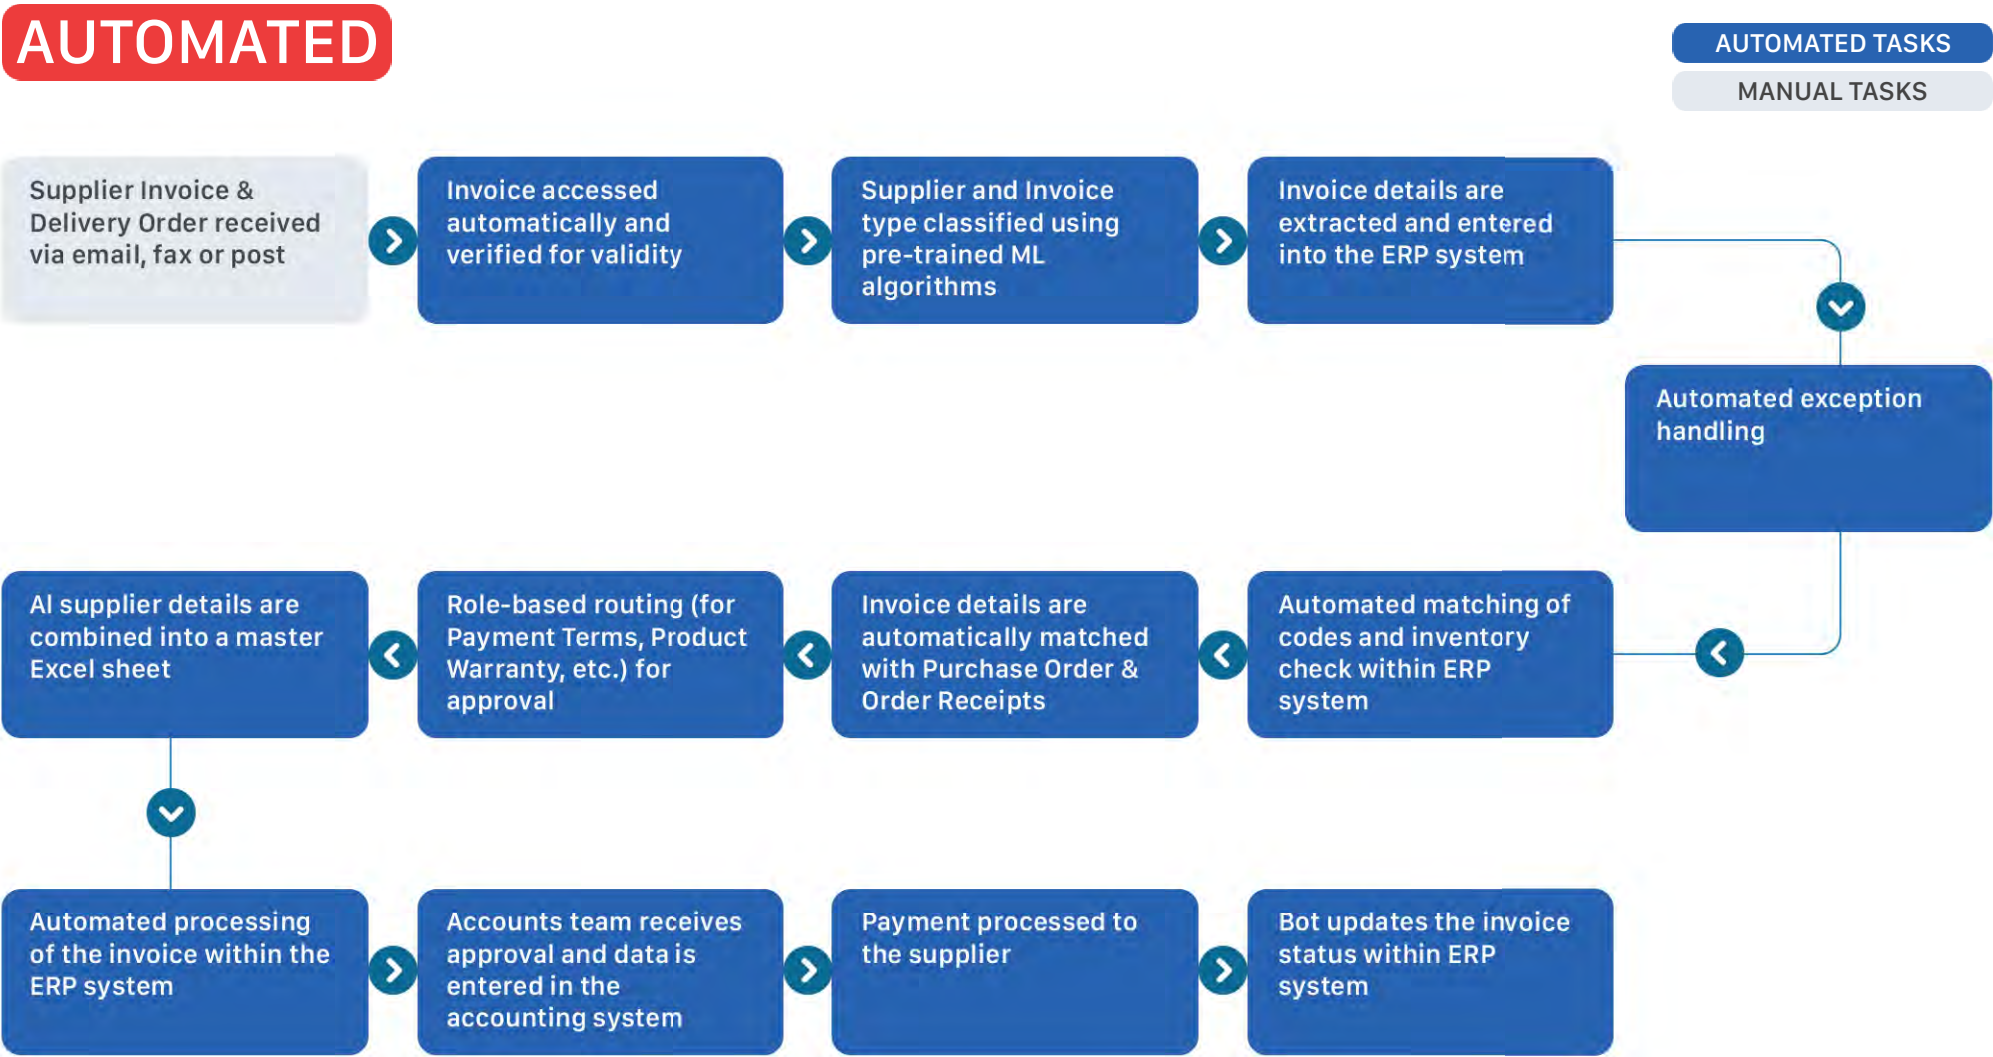 AUTOMATED
AUTOMATED TASKS
MANUAL TASKS
Supplier Invoice &
Delivery Order received
via email, fax or post
Invoice accessed
automatically and
verified for validity
Supplier and Invoice
type classified using
pre-trained ML
algorithms
Invoice details are
extracted and entered
into the ERP system
Automated exception
handling
Automated matching of
codes and inventory
check within ERP
system
Invoice details are
automatically matched
with Purchase Order &
Order Receipts
Role-based routing (for
Payment Terms, Product
Warranty, etc.) for
approval
Al supplier details are
combined into a master
Excel sheet
Automated processing
of the invoice within the
ERP system
Accounts team receives
approval and data is
entered in the
accounting system
Payment processed to
the supplier
Bot updates the invoice
status within ERP
system